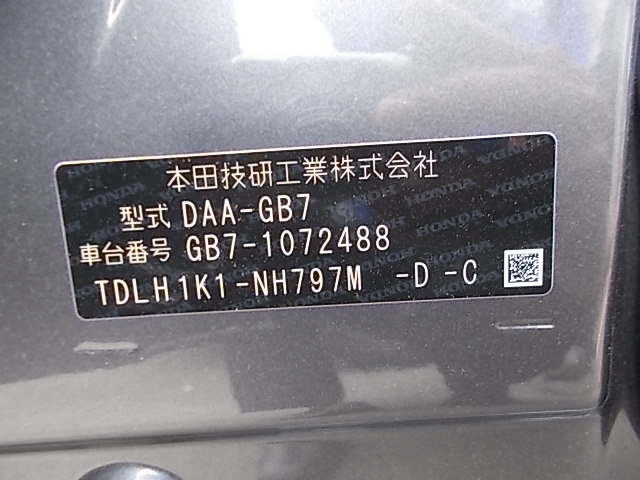 本田技研工業株式会社
型式 DAA-GB7
車台番号 GB7-1072488
TDLH1K1-NH797M -D -C